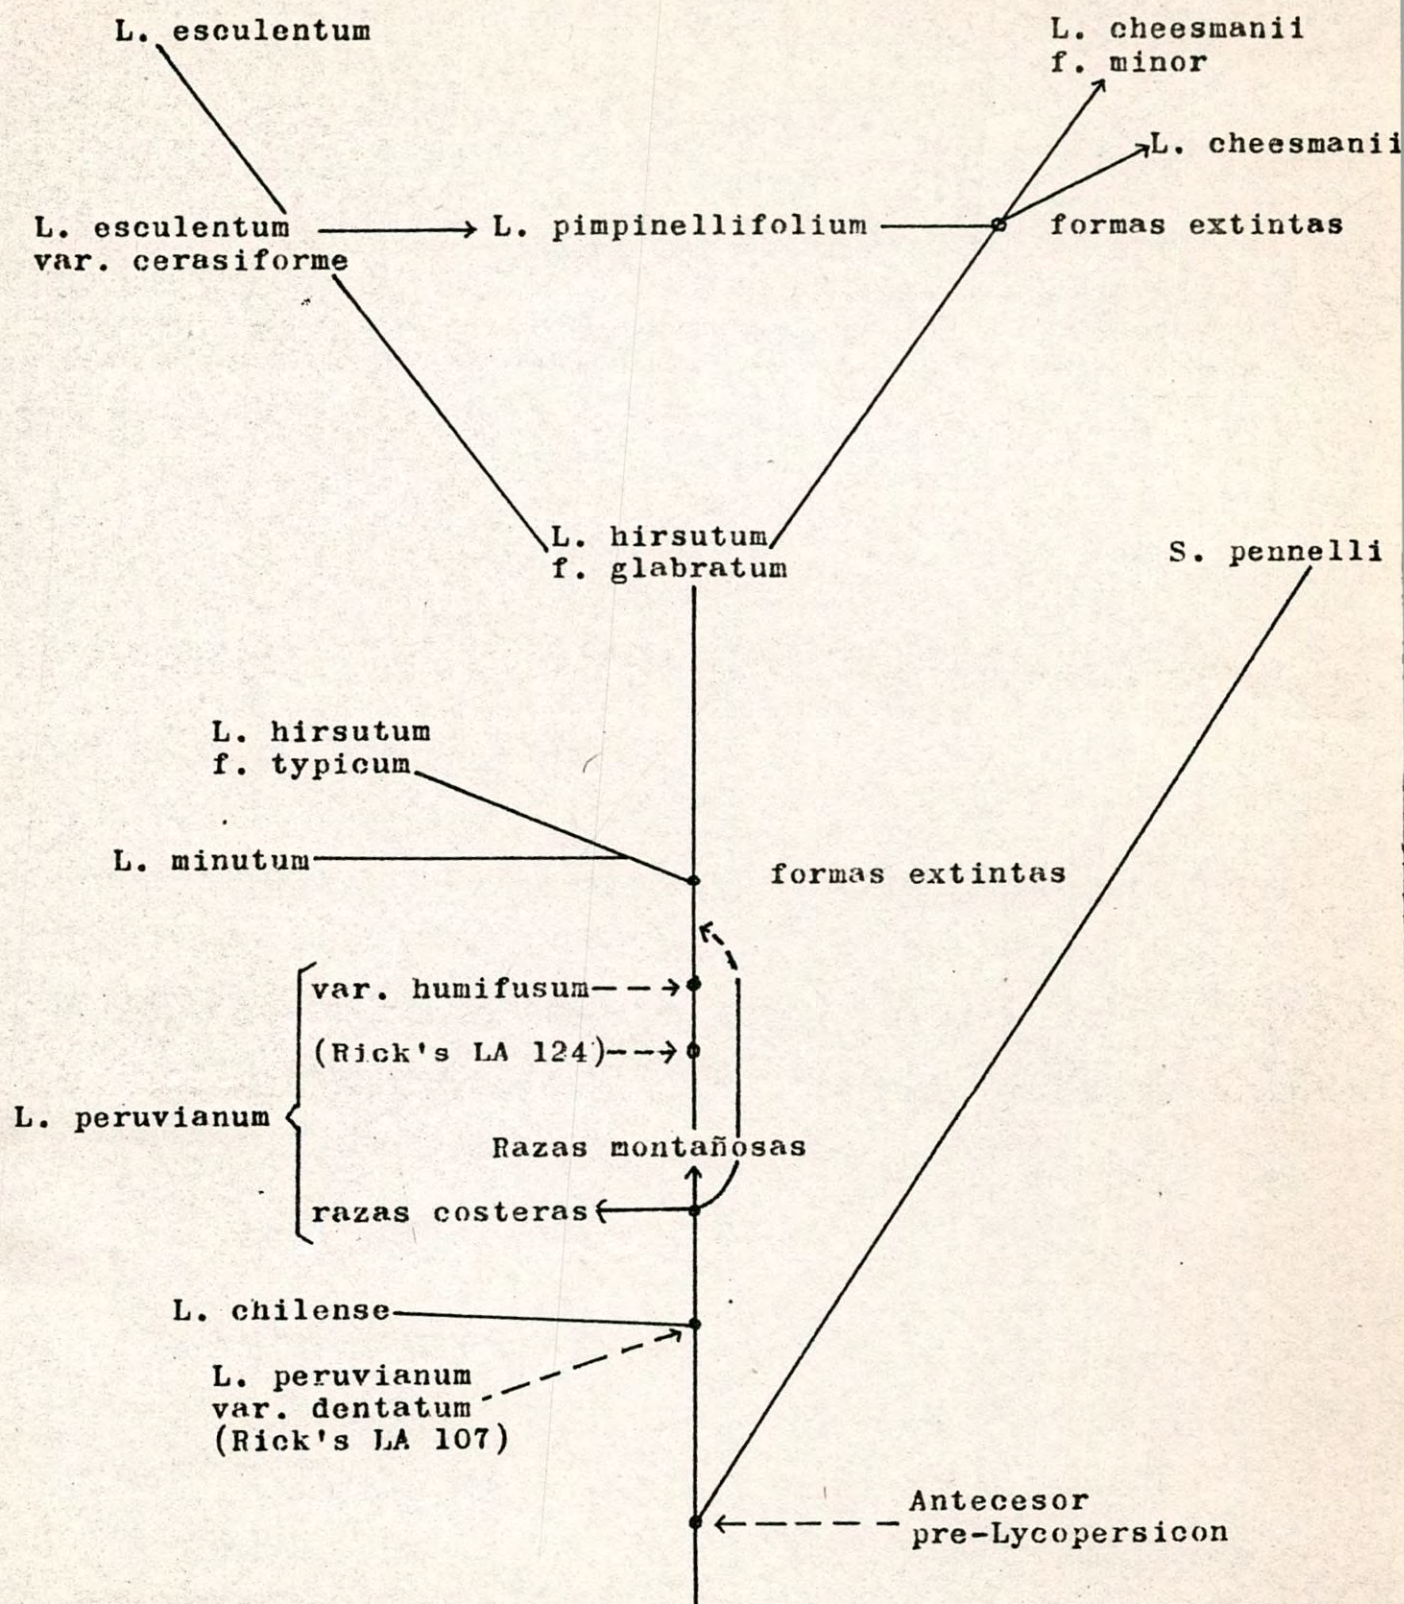 L. esculentum
L. cheesmanii
f. minor
L. cheesmanii
L. esculentum
var. cerasiforme
L. pimpinellifolium
formas extintas
L. hirsutum
f. glabratum
S. pennelli
L. hirsutum
f. typicum
L. minutum
formas extintas
var. humifusum
(Rick's LA 124)
L. peruvianum
Razas montañosas
razas costeras
L. chilense
L. peruvianum
var. dentatum
(Rick's LA 107)
Antecesor
pre-Lycopersicon